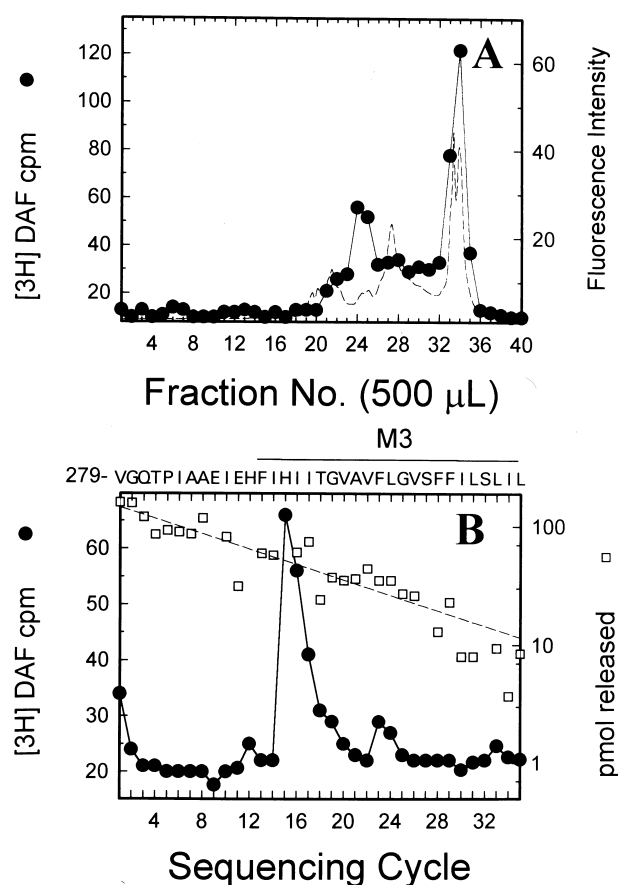 A
[3H] DAF cpm
120
100
80
60
40
20
60
40
20
Fluorescence Intensity
4 8 12 16 20 24 28 32 36 40
Fraction No. (500 μL)
M3
279- VGQTPIAAEIEHFIHIITGVAVFLGVSFFILSLIL
B
[3H] DAF cpm
60
50
40
30
20
100
10
1
pmol released
4 8 12 16 20 24 28 32
Sequencing Cycle